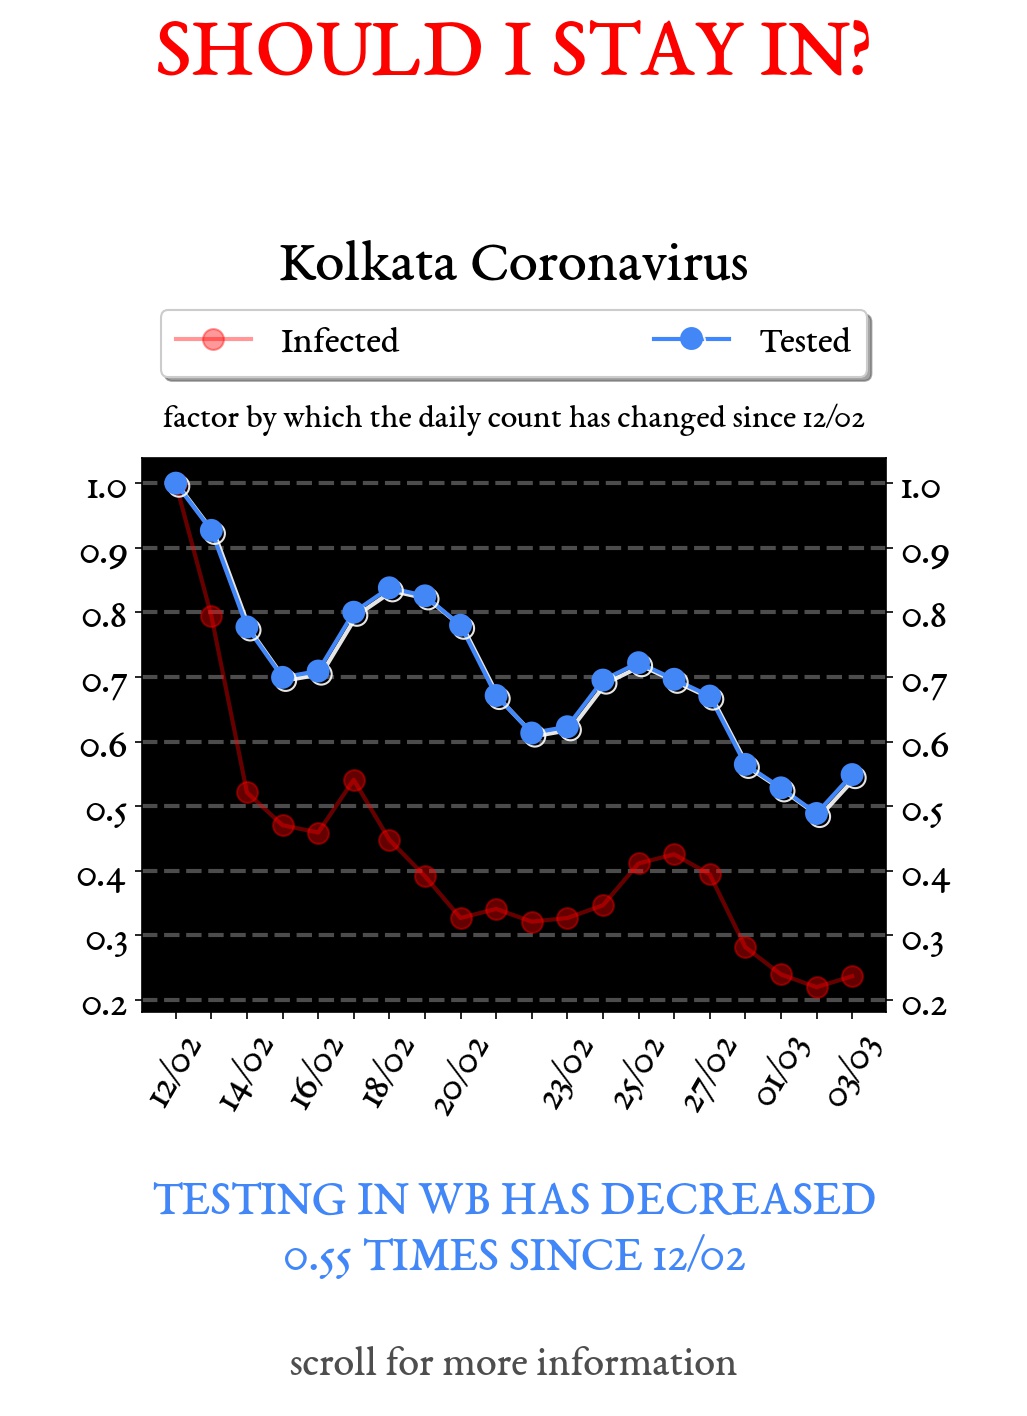 SHOULD I STAY IN?
Kolkata Coronavirus
Infected Tested
factor by which the daily count has changed since 12/02
1.0 1.0
0.9 0.9
0.8 0.8
0.7 0.7
0.6 0.6
0.5 0.5
0.4 0.4
0.3 0.3
0.2 0.2
12/02 14/02 16/02 18/02 20/02 23/02 25/02 27/02 01/03 03/03
TESTING IN WB HAS DECREASED
0.55 TIMES SINCE 12/02
scroll for more information